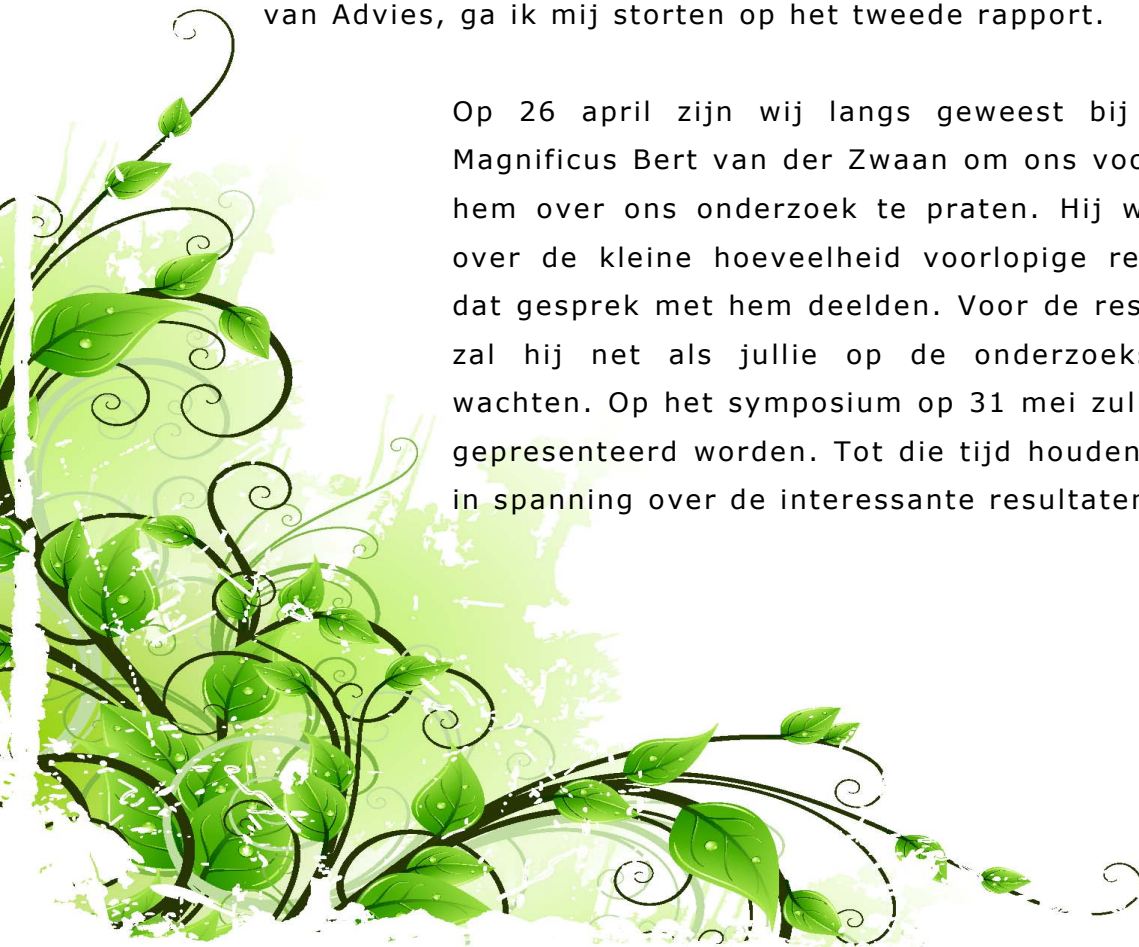 van Advies, ga ik mij storten op het tweede rapport.
Op 26 april zijn wij langs geweest bij
Magnificus Bert van der Zwaan om ons voo
hem over ons onderzoek te praten. Hij w
over de kleine hoeveelheid voorlopige re
dat gesprek met hem deelden. Voor de res
zal hij net als jullie op de onderzoeks
wachten. Op het symposium op 31 mei zul
gepresenteerd worden. Tot die tijd houden
in spanning over de interessante resultaten